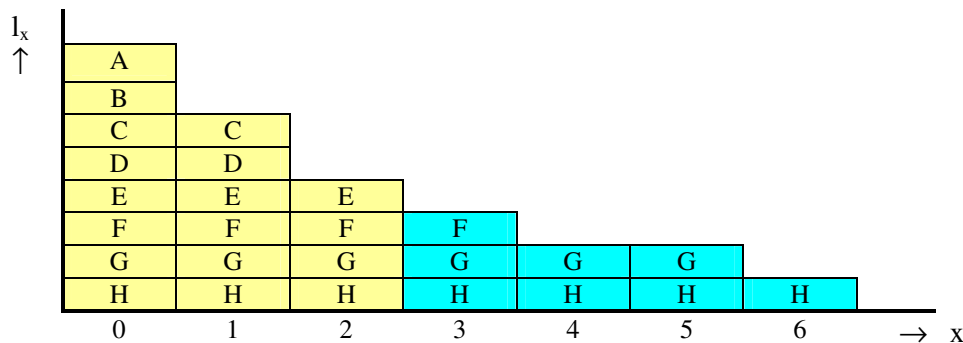 lₓ
↑
A
B
C C
D D
E E E
F F F F
G G G G G G
H H H H H H H
0 1 2 3 4 5 6
→ x